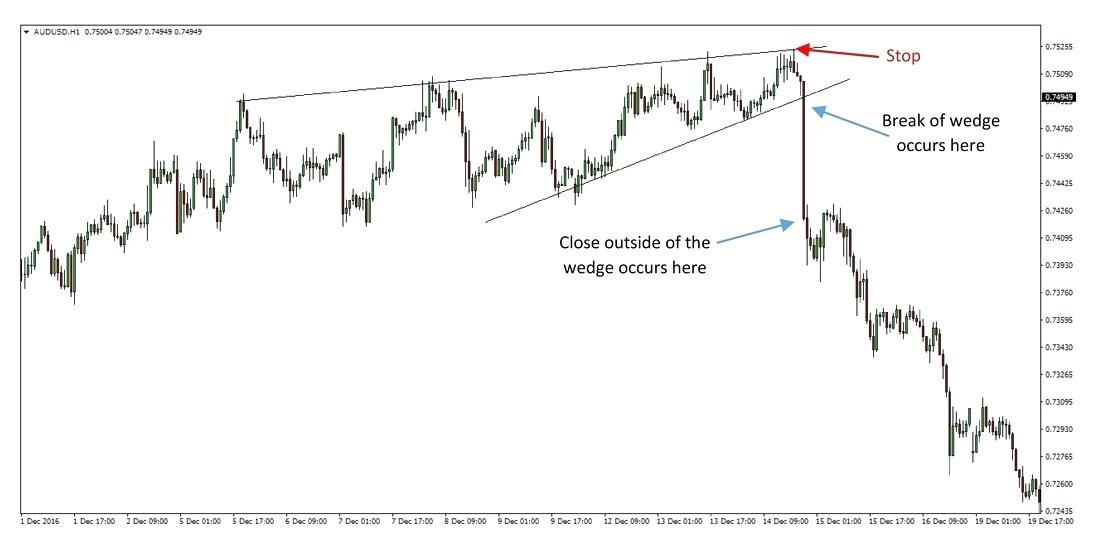 AUDUSD.H1 0.75004 0.75047 0.74949 0.74949
0.75255
Stop
0.75090
0.74949
Break of wedge
occurs here
0.74760
0.74590
0.74425
0.74260
Close outside of the
wedge occurs here
0.74095
0.73930
0.73760
0.73595
0.73430
0.73265
0.73095
0.72930
0.72765
0.72600
0.72435
1 Dec 2016
1 Dec 17:00
2 Dec 09:00
5 Dec 01:00
5 Dec 17:00
6 Dec 09:00
7 Dec 01:00
7 Dec 17:00
8 Dec 09:00
9 Dec 01:00
9 Dec 17:00
12 Dec 09:00
13 Dec 01:00
13 Dec 17:00
14 Dec 09:00
15 Dec 01:00
15 Dec 17:00
16 Dec 09:00
19 Dec 01:00
19 Dec 17:00